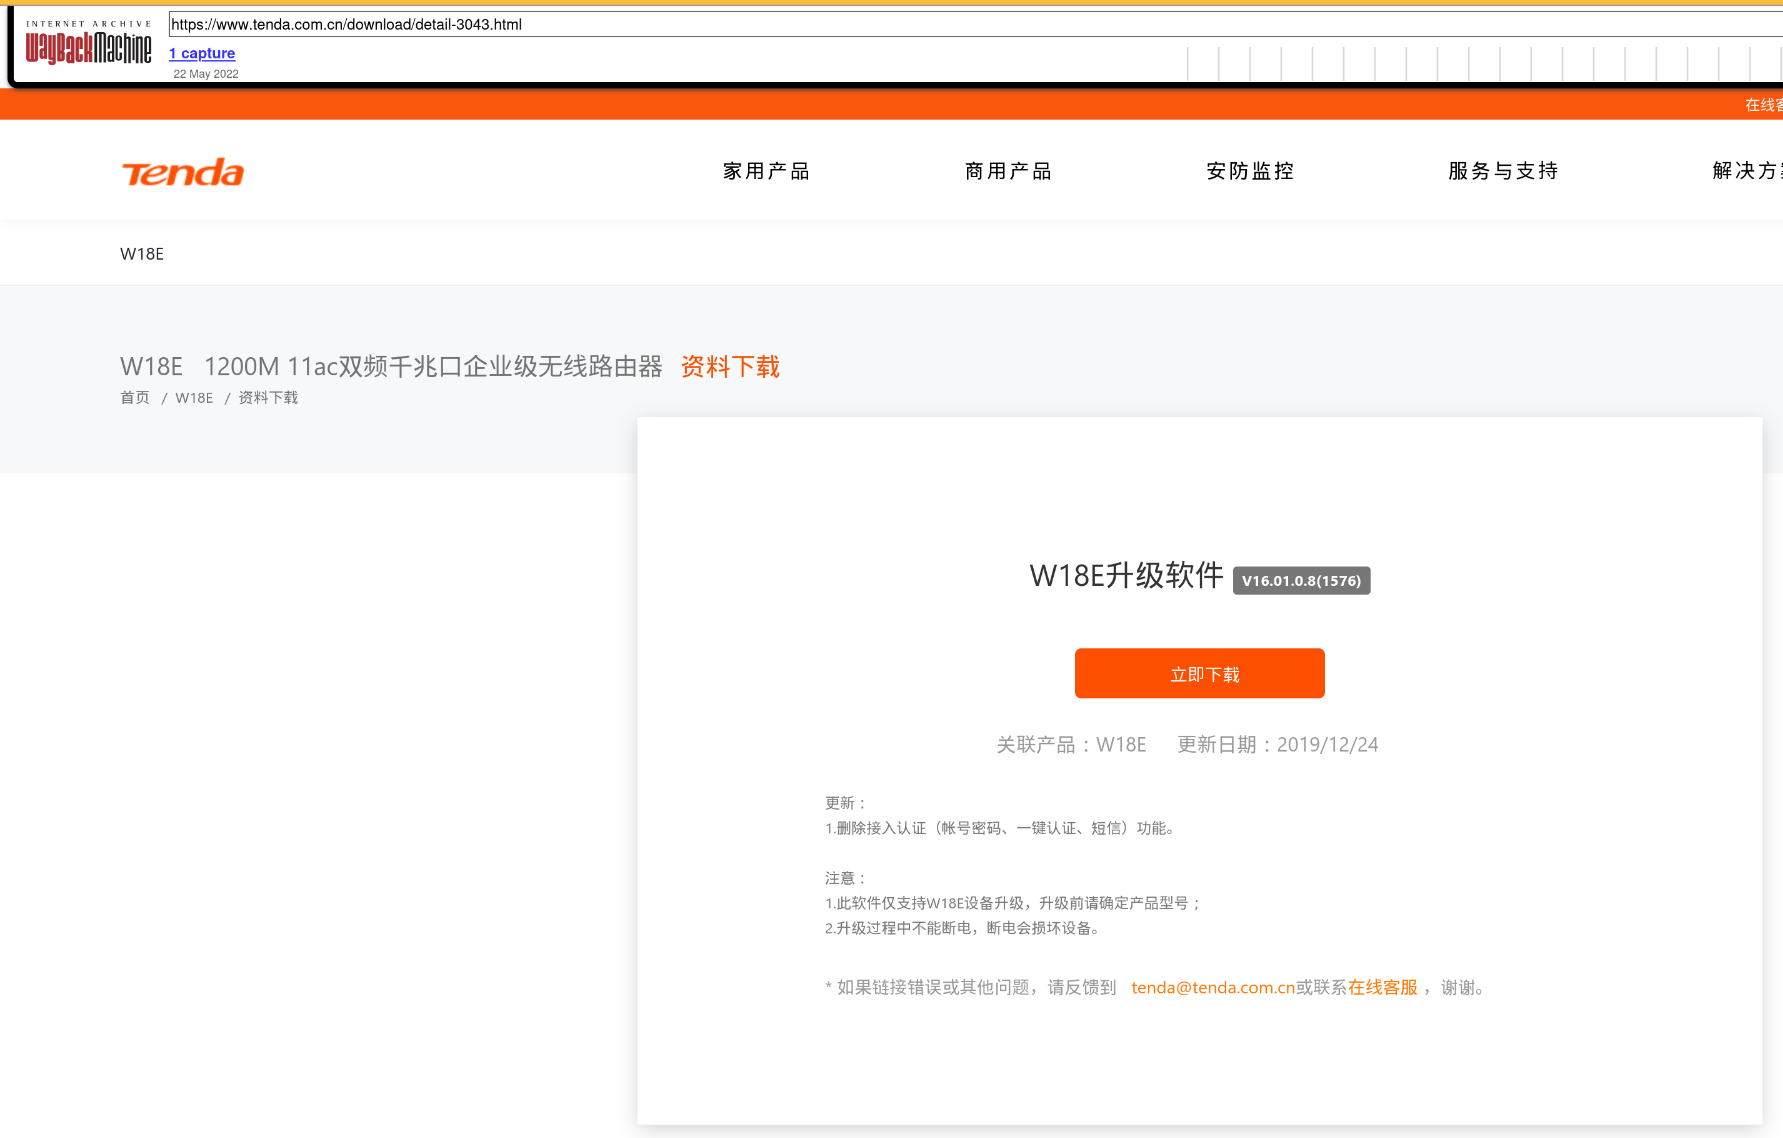 INTERNET ARCHIVE
WayBackMachine
https://www.tenda.com.cn/download/detail-3043.html
1 capture
22 May 2022
在线
Tenda
家用产品
商用产品
安防监控
服务与支持
解决方
W18E
W18E 1200M 11ac双频千兆口企业级无线路由器 资料下载
首页 / W18E / 资料下载
W18E升级软件 V16.01.0.8(1576)
立即下载
关联产品：W18E 更新日期：2019/12/24
更新：
1.删除接入认证（帐号密码、一键认证、短信）功能。
注意：
1.此软件仅支持W18E设备升级，升级前请确定产品型号；
2.升级过程中不能断电，断电会损坏设备。
* 如果链接错误或其他问题，请反馈到 tenda@tenda.com.cn或联系在线客服 ，谢谢。